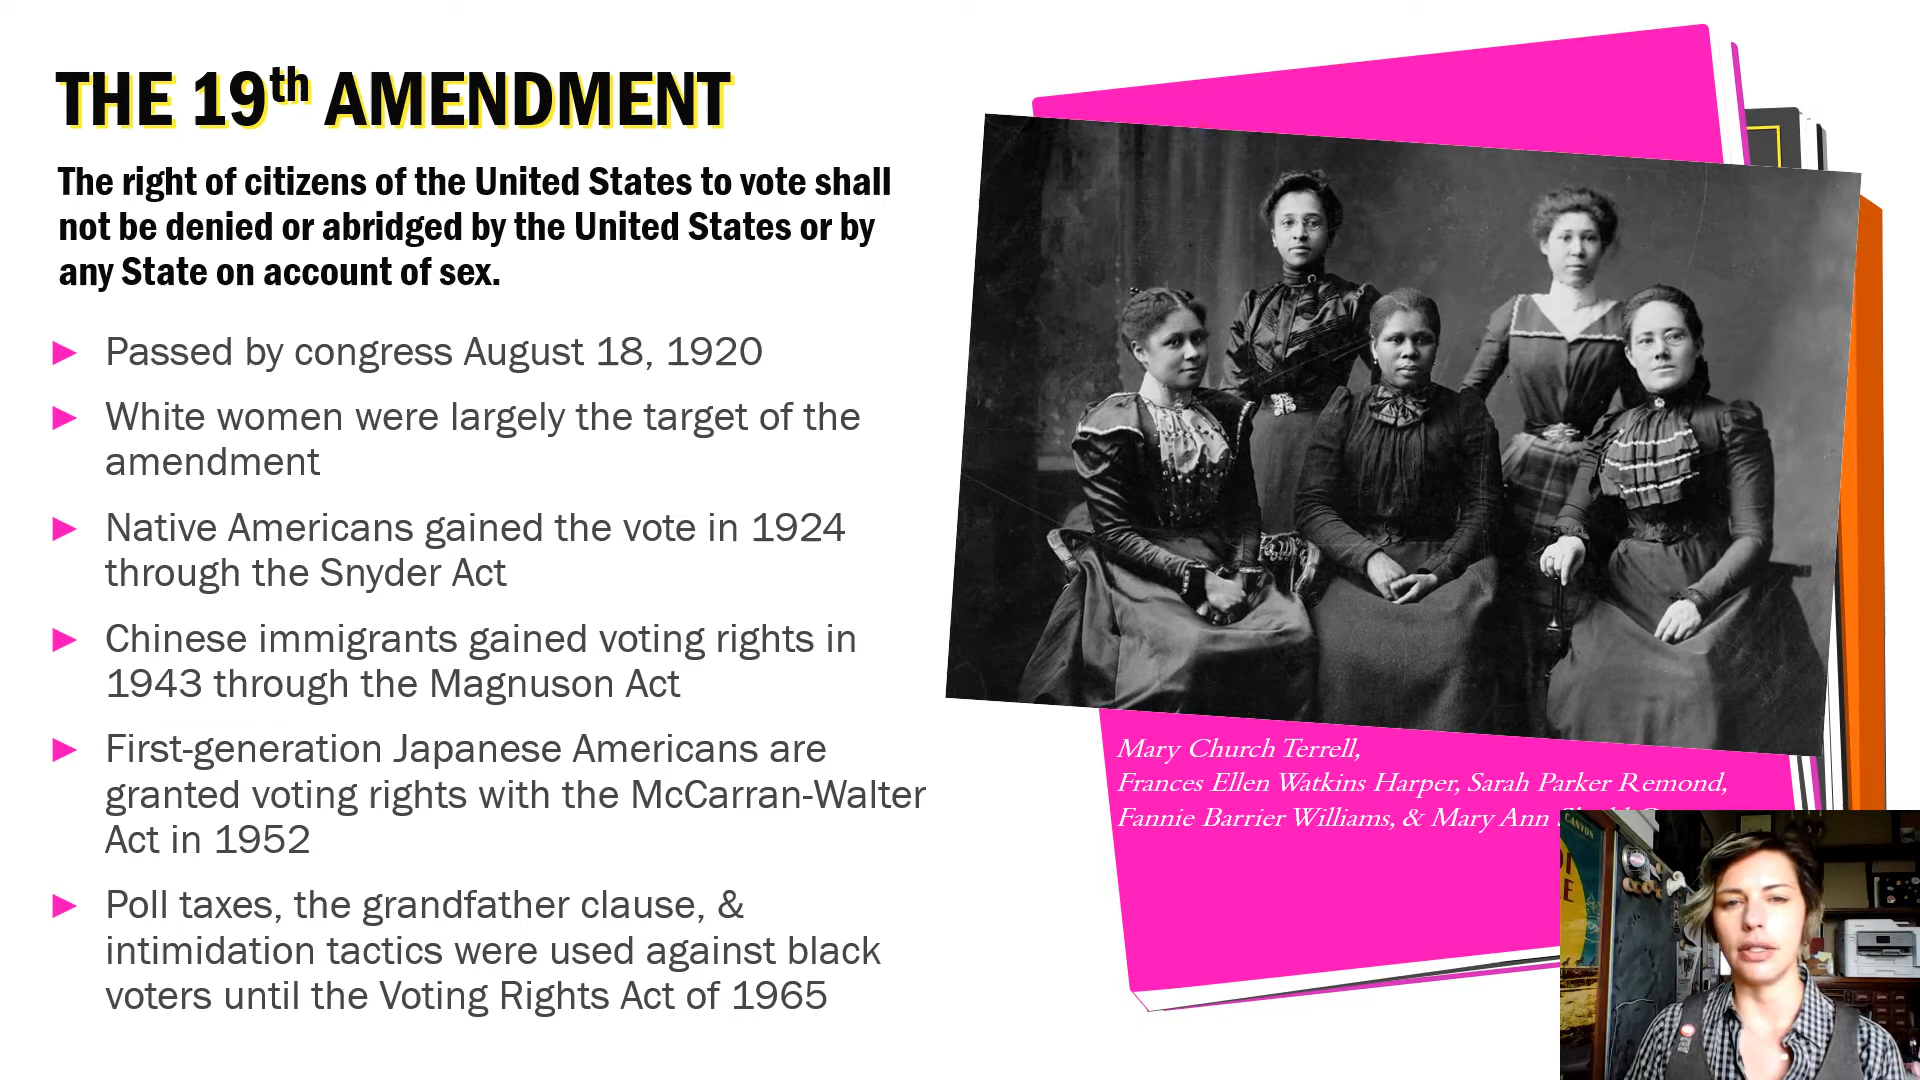 THE 19th AMENDMENT
The right of citizens of the United States to vote shall
not be denied or abridged by the United States or by
any State on account of sex.
► Passed by congress August 18, 1920
► White women were largely the target of the
amendment
► Native Americans gained the vote in 1924
through the Snyder Act
► Chinese immigrants gained voting rights in
1943 through the Magnuson Act
► First-generation Japanese Americans are
granted voting rights with the McCarran-Walter
Act in 1952
► Poll taxes, the grandfather clause, &
intimidation tactics were used against black
voters until the Voting Rights Act of 1965
Mary Church Terrell,
Frances Ellen Watkins Harper, Sarah Parker Remond,
Fannie Barrier Williams, & Mary Ann
CANYON